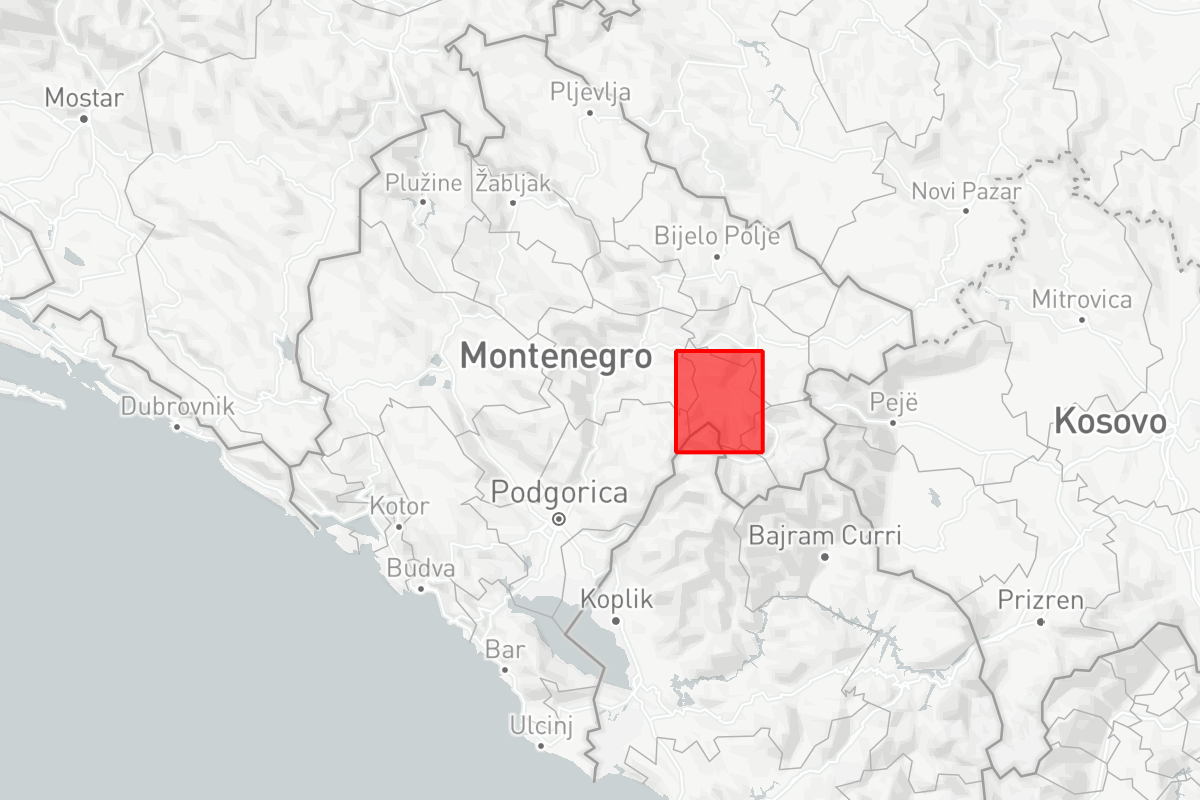 Mostar
Pljevlja
Plužine
Žabljak
Novi Pazar
Bijelo Polje
Mitrovica
Montenegro
Dubrovnik
Pejë
Kosovo
Podgorica
Kotor
Bajram Curri
Budva
Koplik
Prizren
Bar
Ulcinj